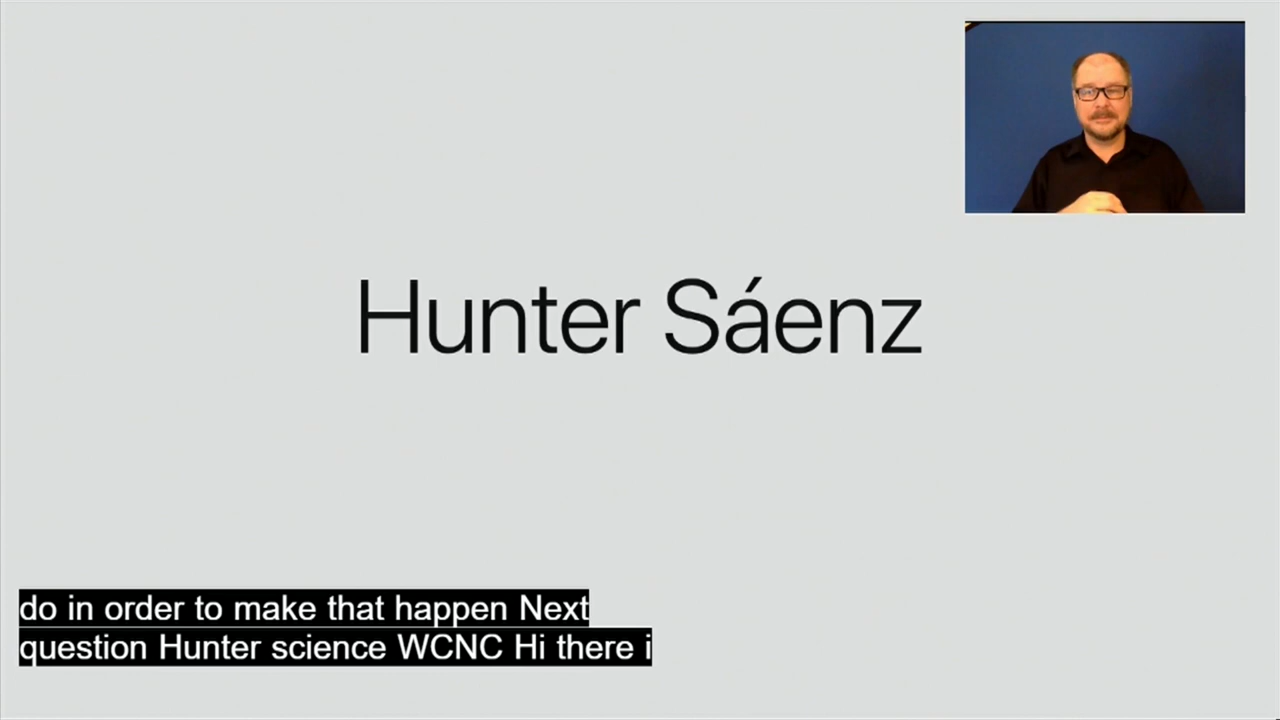 Hunter Sáenz
do in order to make that happen Next
question Hunter science WCNC Hi there i